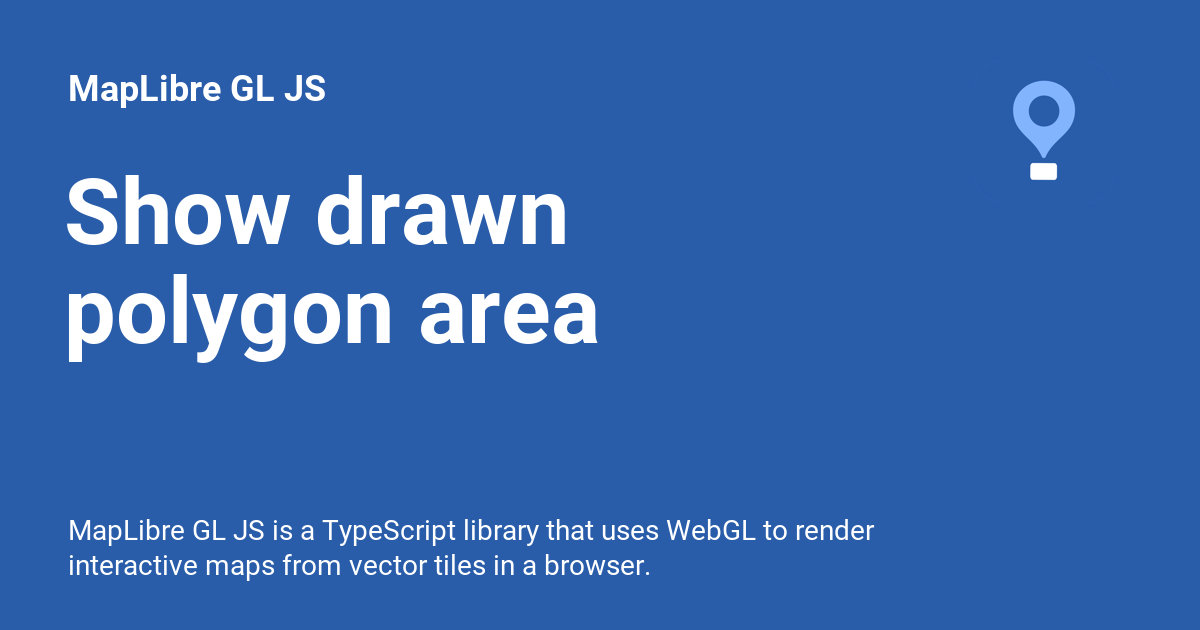 MapLibre GL JS
Show drawn
polygon area
MapLibre GL JS is a TypeScript library that uses WebGL to render
interactive maps from vector tiles in a browser.